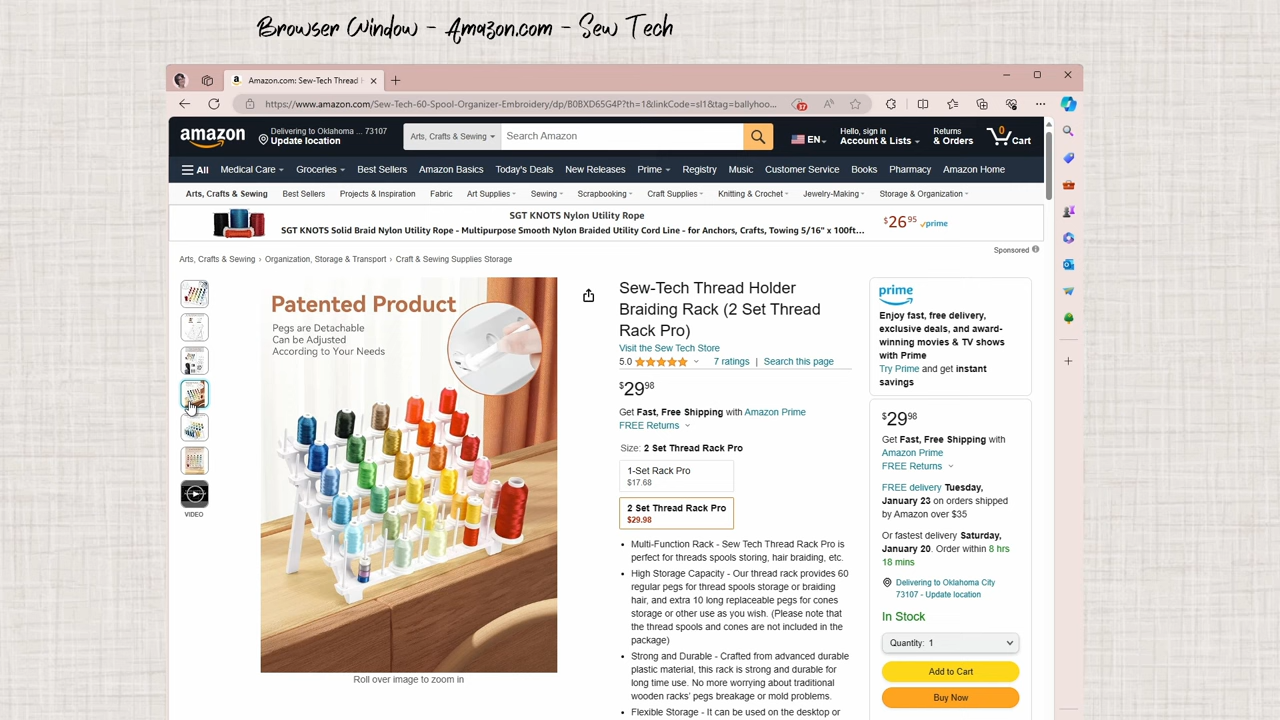 Browser Window - Amazon.com - Sew Tech
Amazon.com: Sew-Tech Thread H
https://www.amazon.com/Sew-Tech-60-Spool-Organizer-Embroidery/dp/B0BXD65G4P?th=1&linkCode=sl1&tag=ballyhoo...
amazon
Delivering to Oklahoma ... 73107
Update location
Arts, Crafts & Sewing
Search Amazon
EN
Hello, sign in
Account & Lists
Returns
& Orders
0
Cart
All Medical Care Groceries Best Sellers Amazon Basics Today's Deals New Releases Prime Registry Music Customer Service Books Pharmacy Amazon Home
Arts, Crafts & Sewing Best Sellers Projects & Inspiration Fabric Art Supplies Sewing Scrapbooking Craft Supplies Knitting & Crochet Jewelry-Making Storage & Organization
SGT KNOTS Nylon Utility Rope
SGT KNOTS Solid Braid Nylon Utility Rope - Multipurpose Smooth Nylon Braided Utility Cord Line - for Anchors, Crafts, Towing 5/16" x 100ft...
$26 95 prime
Sponsored
Arts, Crafts & Sewing › Organization, Storage & Transport › Craft & Sewing Supplies Storage
VIDEO
Patented Product
Pegs are Detachable
Can be Adjusted
According to Your Needs
Roll over image to zoom in
Sew-Tech Thread Holder
Braiding Rack (2 Set Thread
Rack Pro)
Visit the Sew Tech Store
5.0 7 ratings | Search this page
$29 98
Get Fast, Free Shipping with Amazon Prime
FREE Returns
Size: 2 Set Thread Rack Pro
1-Set Rack Pro
$17.68
2 Set Thread Rack Pro
$29.98
• Multi-Function Rack - Sew Tech Thread Rack Pro is
perfect for threads spools storing, hair braiding, etc.
• High Storage Capacity - Our thread rack provides 60
regular pegs for thread spools storage or braiding
hair, and extra 10 long replaceable pegs for cones
storage or other use as you wish. (Please note that
the thread spools and cones are not included in the
package)
• Strong and Durable - Crafted from advanced durable
plastic material, this rack is strong and durable for
long time use. No more worrying about traditional
wooden racks' pegs breakage or mold problems.
• Flexible Storage - It can be used on the desktop or
prime
Enjoy fast, free delivery,
exclusive deals, and award-
winning movies & TV shows
with Prime
Try Prime and get instant
savings
$29 98
Get Fast, Free Shipping with
Amazon Prime
FREE Returns
FREE delivery Tuesday,
January 23 on orders shipped
by Amazon over $35
Or fastest delivery Saturday,
January 20. Order within 8 hrs
18 mins
Delivering to Oklahoma City
73107 - Update location
In Stock
Quantity: 1
Add to Cart
Buy Now